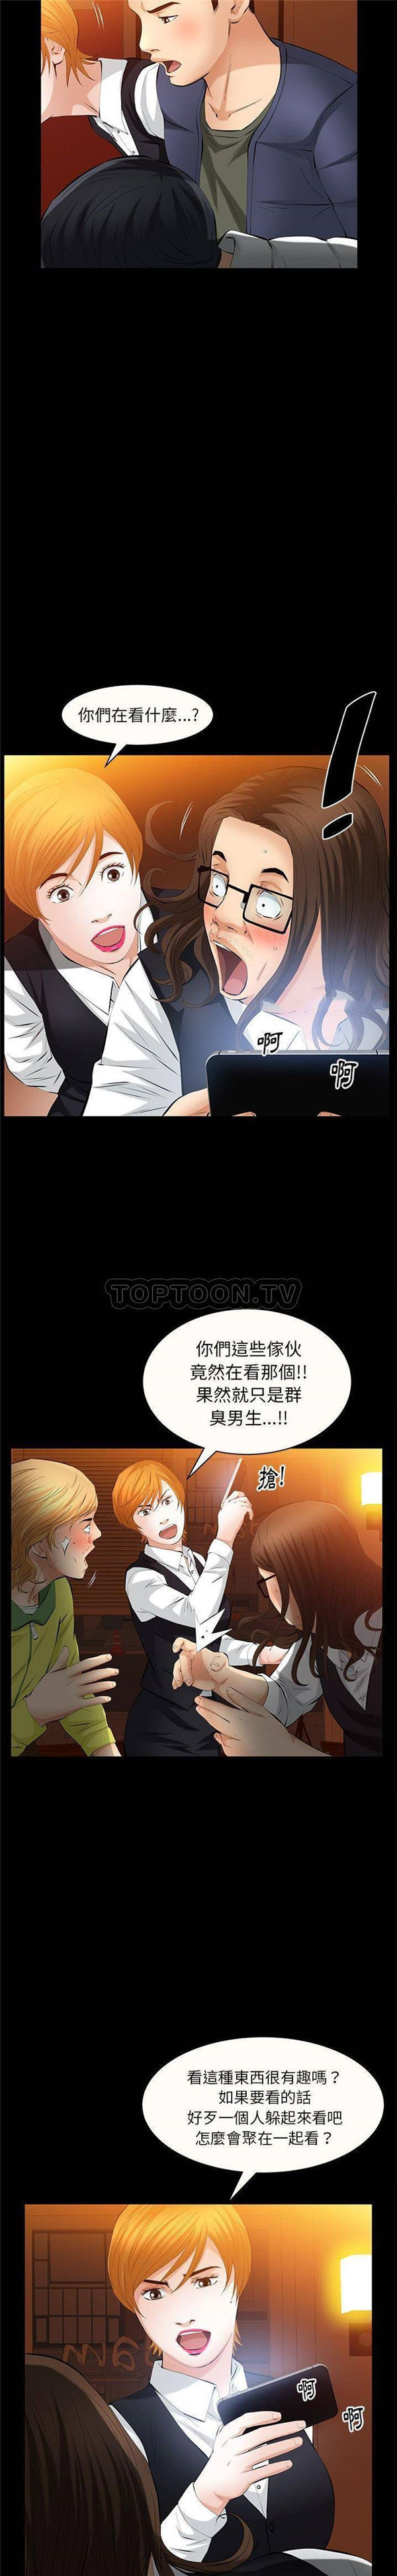 你們在看什麼...?
啊
啊
TOPTOON.TV
你們這些傢伙
竟然在看那個!!
果然就只是群
臭男生...!!
搶!
看這種東西很有趣嗎？
如果要看的話
好歹一個人躲起來看吧
怎麼會聚在一起看？
啊
啊